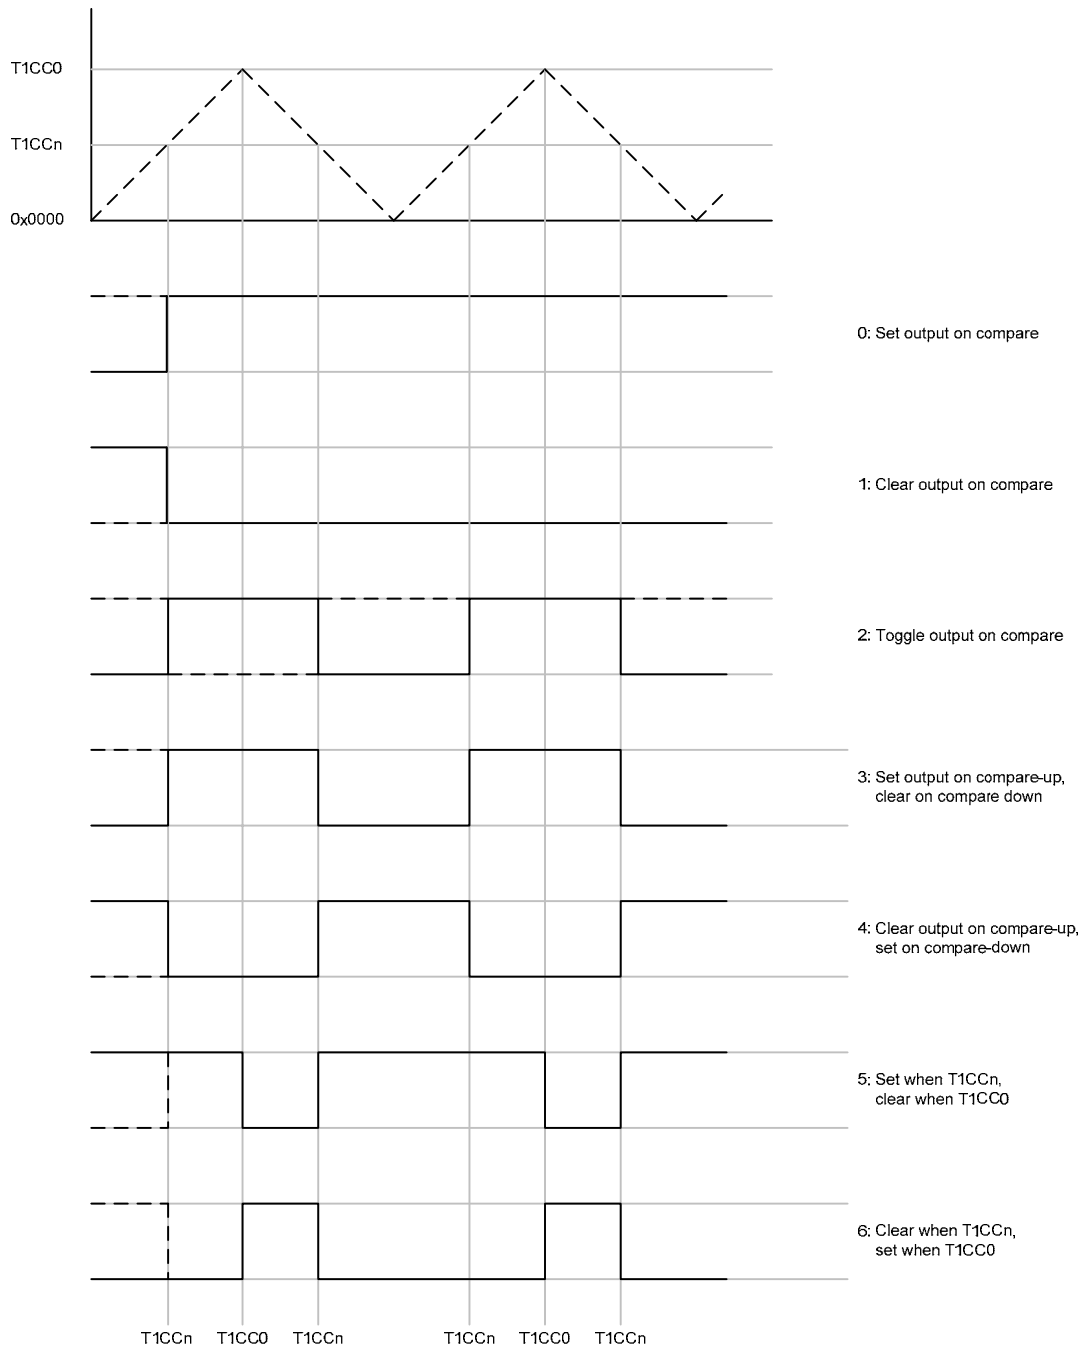 T1CC0
T1CCn
0x0000
0: Set output on compare
1: Clear output on compare
2: Toggle output on compare
3: Set output on compare-up,
clear on compare down
4: Clear output on compare-up,
set on compare-down
5: Set when T1CCn,
clear when T1CC0
6: Clear when T1CCn,
set when T1CC0
T1CCn T1CC0 T1CCn T1CCn T1CC0 T1CCn